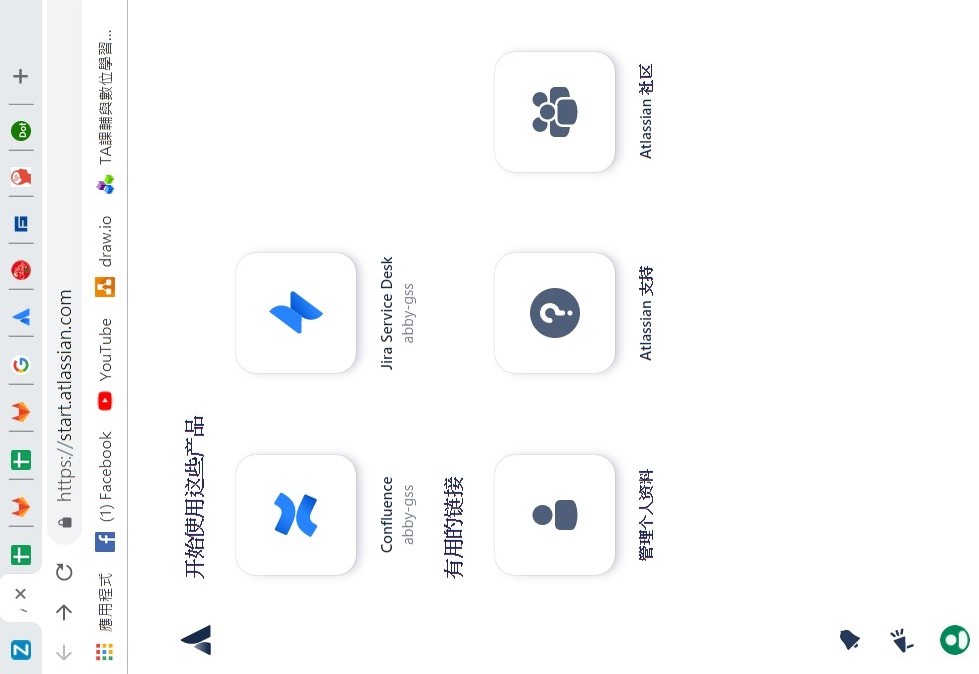 https://start.atlassian.com
應用程式
(1) Facebook
YouTube
draw.io
TA課輔與數位學習...
开始使用这些产品
Confluence
abby-gss
Jira Service Desk
abby-gss
有用的链接
管理个人资料
Atlassian 支持
Atlassian 社区